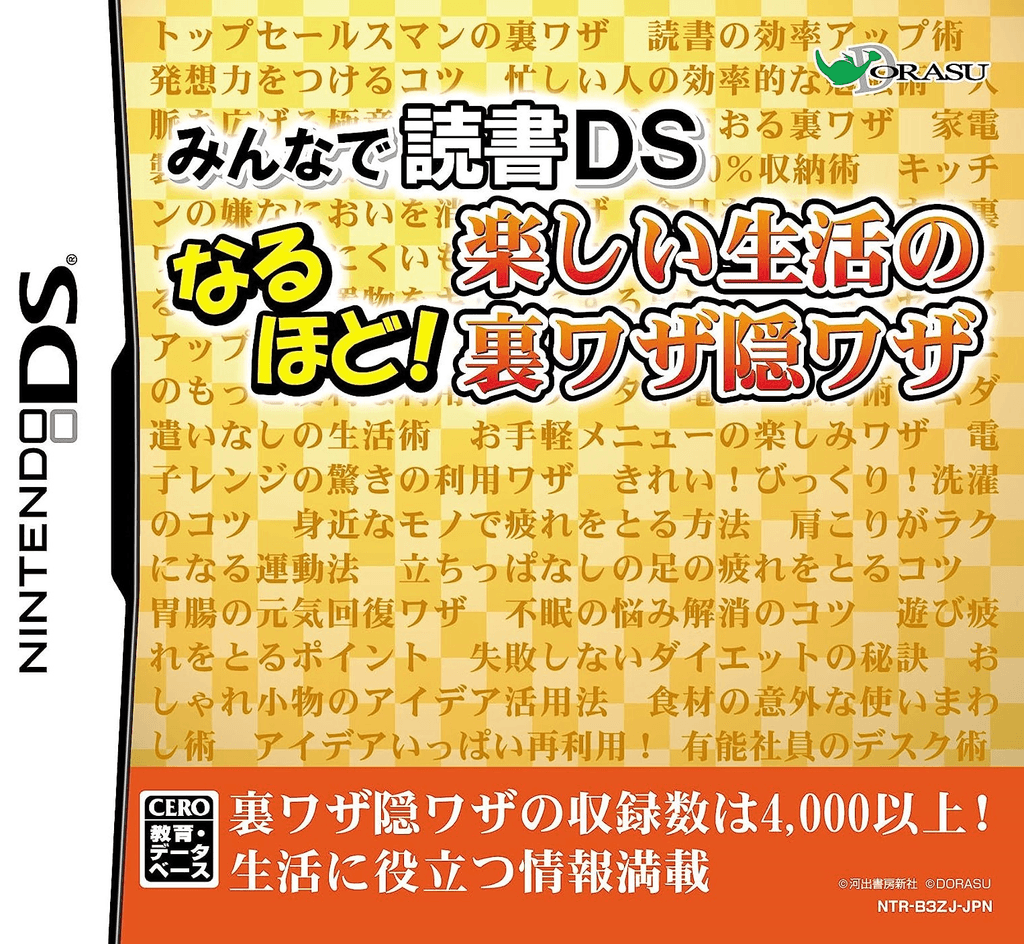 トップセールスマンの裏ワザ　読書の効率アップ術
発想力をつけるコツ　忙しい人の効率的な
DORASU
みんなで読書DS
おる裏ワザ　家電
％収納術　キッチ
ンの嫌なにおいを消
なるほど!
楽しい生活の
裏ワザ隠ワザ
アップ
のもっ
遣いなしの生活術　お手軽メニューの楽しみワザ　電
子レンジの驚きの利用ワザ　きれい！びっくり！洗濯
のコツ　身近なモノで疲れをとる方法　肩こりがラク
になる運動法　立ちっぱなしの足の疲れをとるコツ
胃腸の元気回復ワザ　不眠の悩み解消のコツ　遊び疲
れをとるポイント　失敗しないダイエットの秘訣　お
しゃれ小物のアイデア活用法　食材の意外な使いまわ
し術　アイデアいっぱい再利用！　有能社員のデスク術
NINTENDO DS®
CERO
教育・
データ
ベース
裏ワザ隠ワザの収録数は4,000以上！
生活に役立つ情報満載
©河出書房新社 ©DORASU
NTR-B3ZJ-JPN